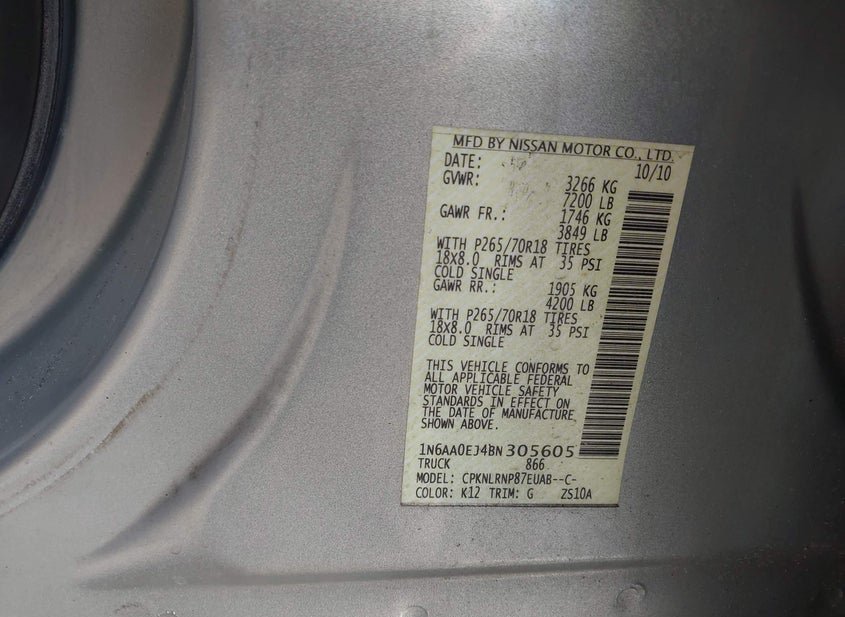 MFD BY NISSAN MOTOR CO., LTD.
DATE: 10/10
GVWR: 3266 KG
7200 LB
GAWR FR.: 1746 KG
3849 LB
WITH P265/70R18 TIRES
18X8.0 RIMS AT 35 PSI
COLD SINGLE
GAWR RR.: 1905 KG
4200 LB
WITH P265/70R18 TIRES
18X8.0 RIMS AT 35 PSI
COLD SINGLE
THIS VEHICLE CONFORMS TO
ALL APPLICABLE FEDERAL
MOTOR VEHICLE SAFETY
STANDARDS IN EFFECT ON
THE DATE OF MANUFACTURE
SHOWN ABOVE.
1N6AA0EJ4BN305605
TRUCK 866
MODEL: CPKNLRNP87EUAB--C-
COLOR: K12 TRIM: G ZS10A